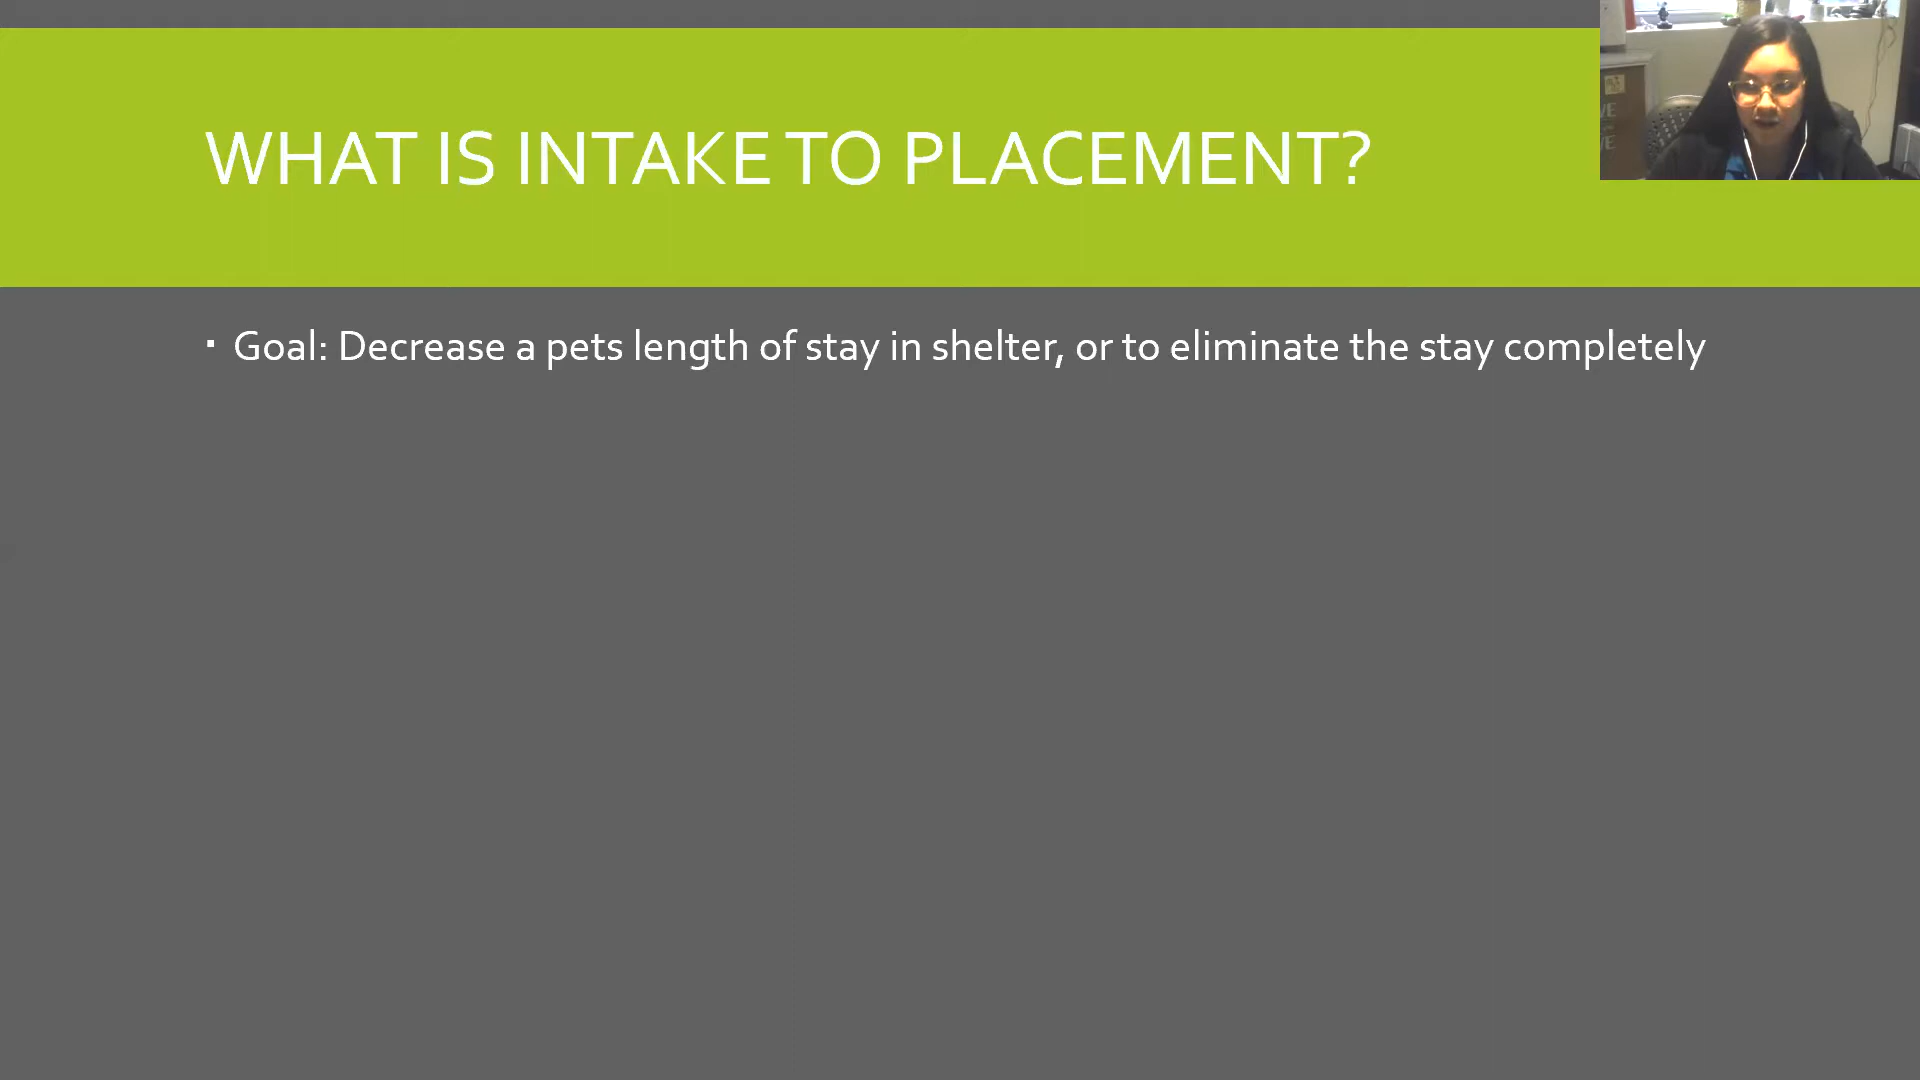 WHAT IS INTAKE TO PLACEMENT?
▪ Goal: Decrease a pets length of stay in shelter, or to eliminate the stay completely